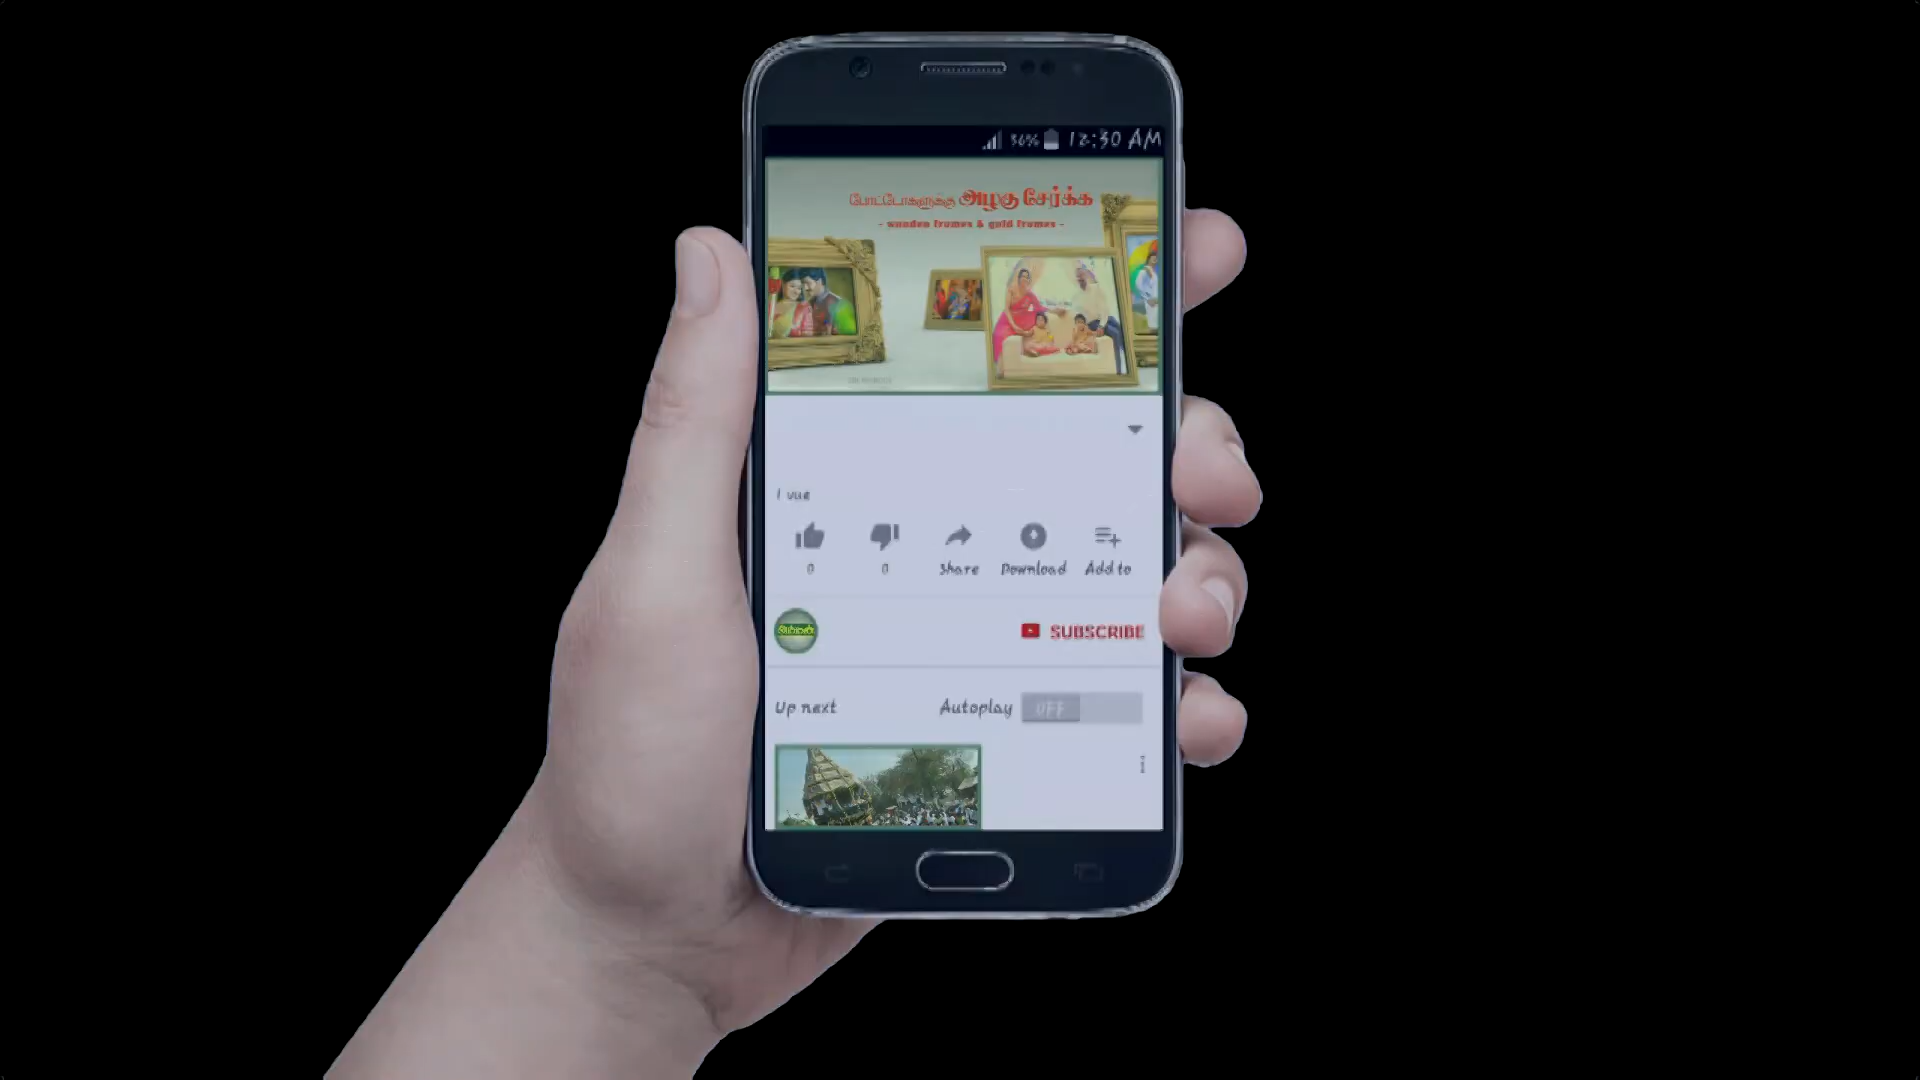 36% 12:30 AM
போட்டோகளுக்கு அழகு சேர்க்க
- wooden frames & gold frames -
1 vue
0 0 Share Download Add to
SUBSCRIBE
Up next Autoplay OFF